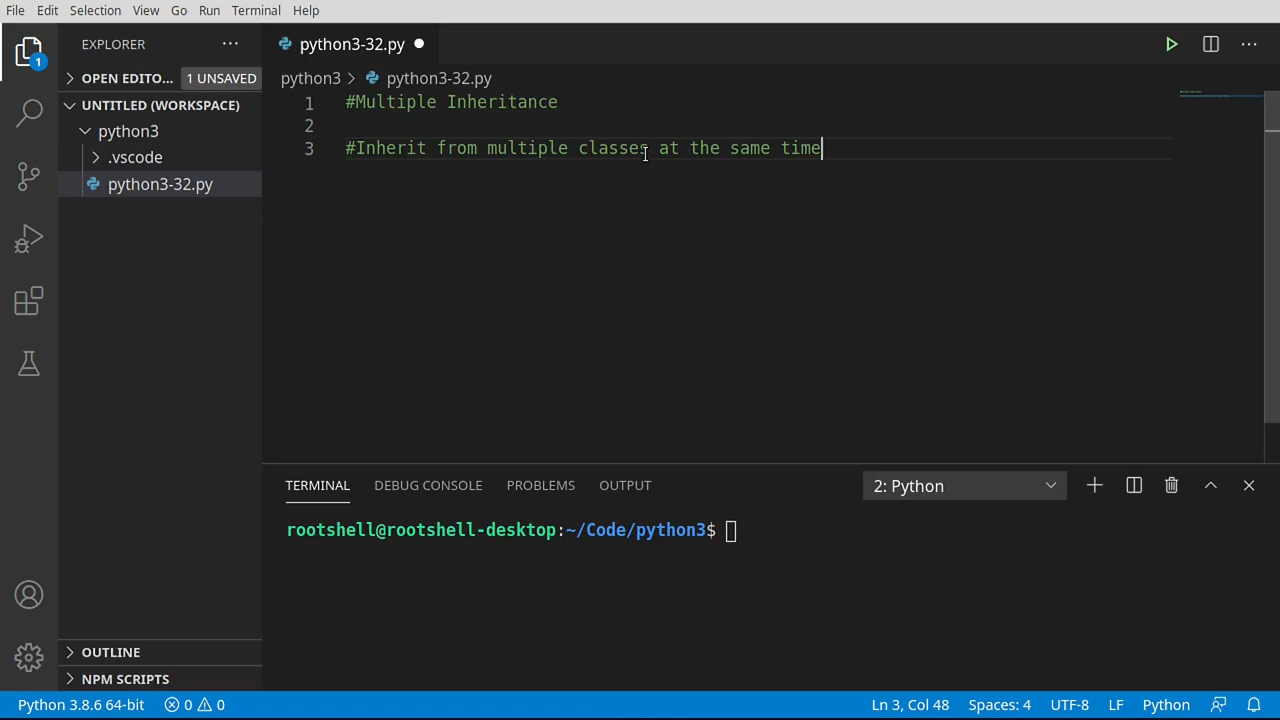 File Edit Selection View Go Run Terminal Help
EXPLORER
python3-32.py
OPEN EDITO... 1 UNSAVED
python3 > python3-32.py
UNTITLED (WORKSPACE)
1 #Multiple Inheritance
python3
2
.vscode
3 #Inherit from multiple classes at the same time
python3-32.py
1
TERMINAL DEBUG CONSOLE PROBLEMS OUTPUT 2: Python
rootshell@rootshell-desktop:~/Code/python3$
OUTLINE
NPM SCRIPTS
Python 3.8.6 64-bit 0 0 Ln 3, Col 48 Spaces: 4 UTF-8 LF Python